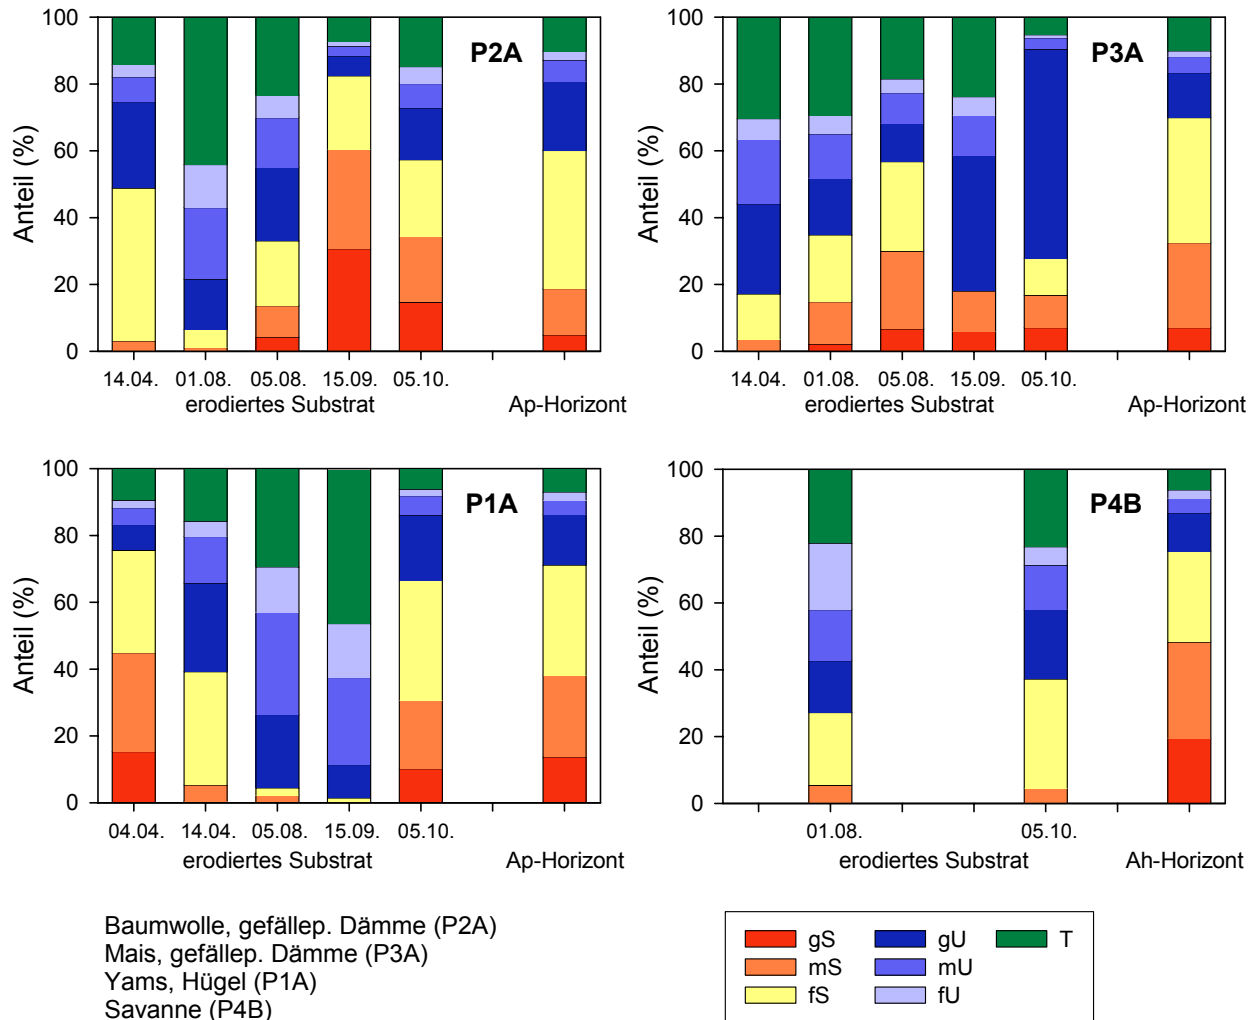 100
80
60
40
20
0
Anteil (%)
P2A
14.04. 01.08. 05.08. 15.09. 05.10.
erodiertes Substrat Ap-Horizont
100
80
60
40
20
0
Anteil (%)
P3A
14.04. 01.08. 05.08. 15.09. 05.10.
erodiertes Substrat Ap-Horizont
100
80
60
40
20
0
Anteil (%)
P1A
04.04. 14.04. 05.08. 15.09. 05.10.
erodiertes Substrat Ap-Horizont
100
80
60
40
20
0
Anteil (%)
P4B
01.08. 05.10.
erodiertes Substrat Ah-Horizont
Baumwolle, gefällep. Dämme (P2A)
Mais, gefällep. Dämme (P3A)
Yams, Hügel (P1A)
Savanne (P4B)
gS gU T
mS mU
fS fU